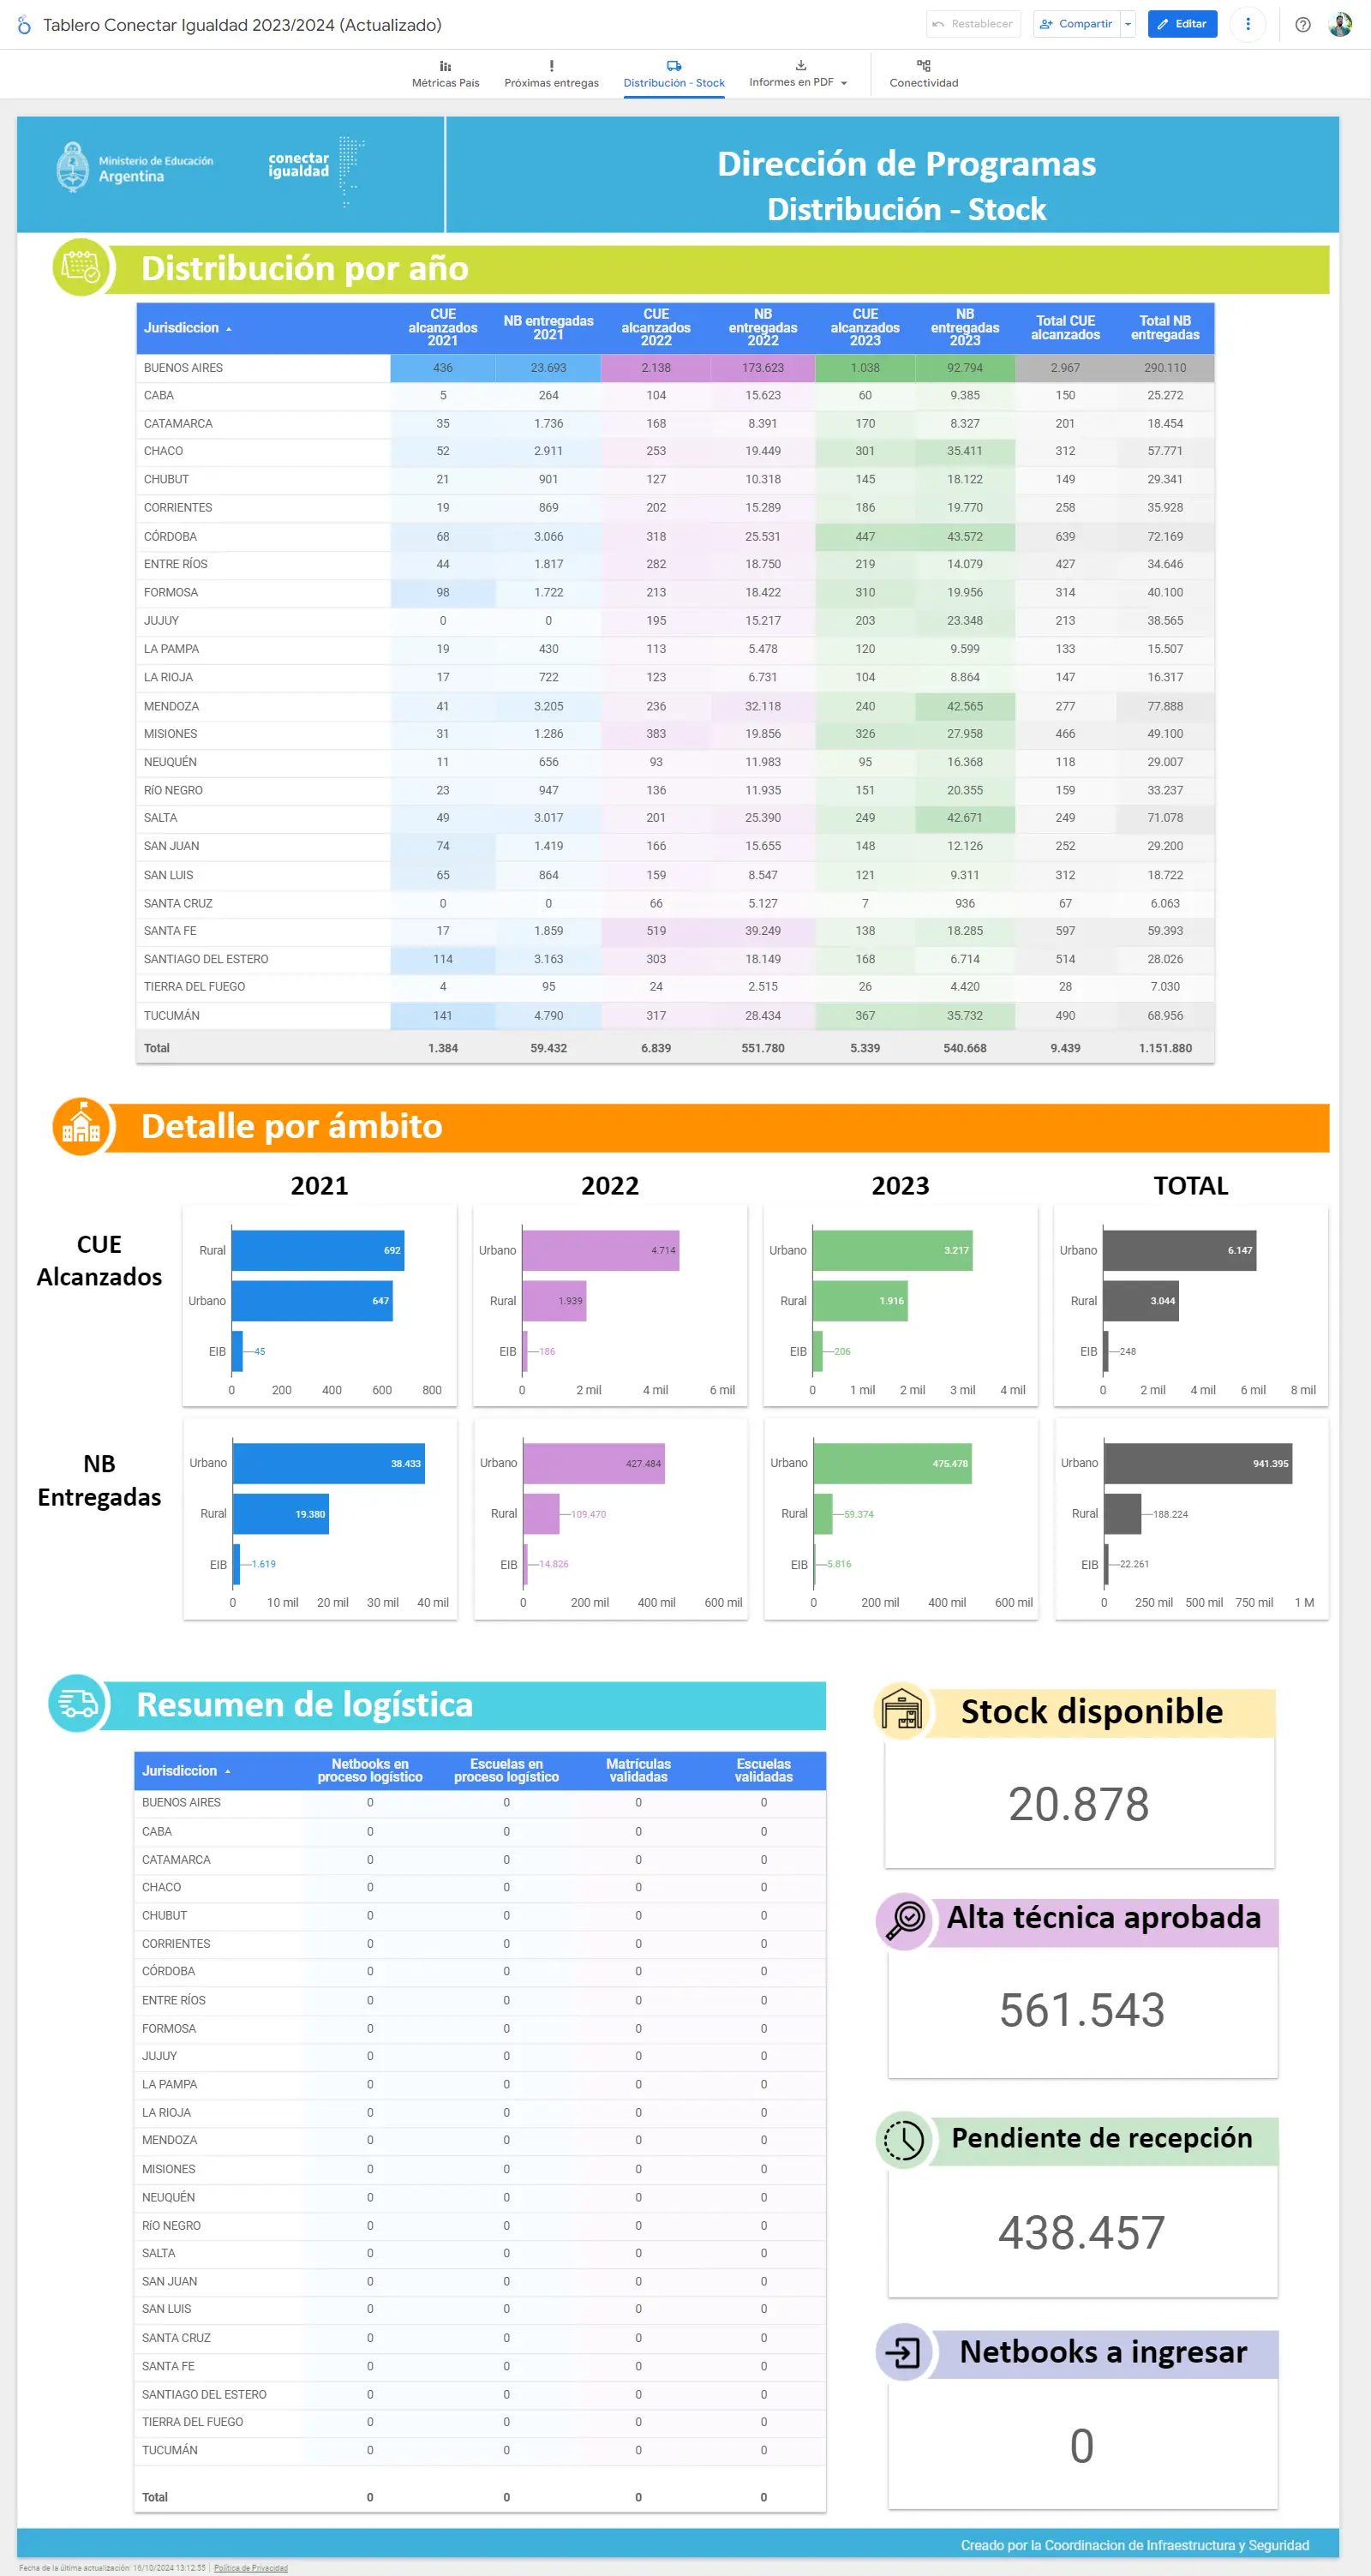 Tablero Conectar Igualdad 2023/2024 (Actualizado)
Restablecer
Compartir
Editar
Métricas País
Próximas entregas
Distribución - Stock
Informes en PDF
Conectividad
Ministerio de Educación
Argentina
conectar
igualdad
Dirección de Programas
Distribución - Stock
Distribución por año
Jurisdiccion CUE alcanzados 2021 NB entregadas 2021 CUE alcanzados 2022 NB entregadas 2022 CUE alcanzados 2023 NB entregadas 2023 Total CUE alcanzados Total NB entregadas
BUENOS AIRES 436 23.693 2.138 173.623 1.038 92.794 2.967 290.110
CABA 5 264 104 15.623 60 9.385 150 25.272
CATAMARCA 35 1.736 168 8.391 170 8.327 201 18.454
CHACO 52 2.911 253 19.449 301 35.411 312 57.771
CHUBUT 21 901 127 10.318 145 18.122 149 29.341
CORRIENTES 19 869 202 15.289 186 19.770 258 35.928
CÓRDOBA 68 3.066 318 25.531 447 43.572 639 72.169
ENTRE RÍOS 44 1.817 282 18.750 219 14.079 427 34.646
FORMOSA 98 1.722 213 18.422 310 19.956 314 40.100
JUJUY 0 0 195 15.217 203 23.348 213 38.565
LA PAMPA 19 430 113 5.478 120 9.599 133 15.507
LA RIOJA 17 722 123 6.731 104 8.864 147 16.317
MENDOZA 41 3.205 236 32.118 240 42.565 277 77.888
MISIONES 31 1.286 383 19.856 326 27.958 466 49.100
NEUQUÉN 11 656 93 11.983 95 16.368 118 29.007
RÍO NEGRO 23 947 136 11.935 151 20.355 159 33.237
SALTA 49 3.017 201 25.390 249 42.671 249 71.078
SAN JUAN 74 1.419 166 15.655 148 12.126 252 29.200
SAN LUIS 65 864 159 8.547 121 9.311 312 18.722
SANTA CRUZ 0 0 66 5.127 7 936 67 6.063
SANTA FE 17 1.859 519 39.249 138 18.285 597 59.393
SANTIAGO DEL ESTERO 114 3.163 303 18.149 168 6.714 514 28.026
TIERRA DEL FUEGO 4 95 24 2.515 26 4.420 28 7.030
TUCUMÁN 141 4.790 317 28.434 367 35.732 490 68.956
Total 1.384 59.432 6.839 551.780 5.339 540.668 9.439 1.151.880
Detalle por ámbito
2021 2022 2023 TOTAL
CUE
Alcanzados
Rural 692
Urbano 647
EIB 45
0 200 400 600 800
Urbano 4.714
Rural 1.939
EIB 186
0 2 mil 4 mil 6 mil
Urbano 3.217
Rural 1.916
EIB 206
0 1 mil 2 mil 3 mil 4 mil
Urbano 6.147
Rural 3.044
EIB 248
0 2 mil 4 mil 6 mil 8 mil
NB
Entregadas
Urbano 38.433
Rural 19.380
EIB 1.619
0 10 mil 20 mil 30 mil 40 mil
Urbano 427.484
Rural 109.470
EIB 14.826
0 200 mil 400 mil 600 mil
Urbano 475.478
Rural 59.374
EIB 5.816
0 200 mil 400 mil 600 mil
Urbano 941.395
Rural 188.224
EIB 22.261
0 250 mil 500 mil 750 mil 1 M
Resumen de logística
Jurisdiccion Netbooks en proceso logístico Escuelas en proceso logístico Matrículas validadas Escuelas validadas
BUENOS AIRES 0 0 0 0
CABA 0 0 0 0
CATAMARCA 0 0 0 0
CHACO 0 0 0 0
CHUBUT 0 0 0 0
CORRIENTES 0 0 0 0
CÓRDOBA 0 0 0 0
ENTRE RÍOS 0 0 0 0
FORMOSA 0 0 0 0
JUJUY 0 0 0 0
LA PAMPA 0 0 0 0
LA RIOJA 0 0 0 0
MENDOZA 0 0 0 0
MISIONES 0 0 0 0
NEUQUÉN 0 0 0 0
RÍO NEGRO 0 0 0 0
SALTA 0 0 0 0
SAN JUAN 0 0 0 0
SAN LUIS 0 0 0 0
SANTA CRUZ 0 0 0 0
SANTA FE 0 0 0 0
SANTIAGO DEL ESTERO 0 0 0 0
TIERRA DEL FUEGO 0 0 0 0
TUCUMÁN 0 0 0 0
Total 0 0 0 0
Stock disponible
20.878
Alta técnica aprobada
561.543
Pendiente de recepción
438.457
Netbooks a ingresar
0
Creado por la Coordinacion de Infraestructura y Seguridad
Fecha de la última actualización: 16/10/2024 13:12:55 | Política de Privacidad